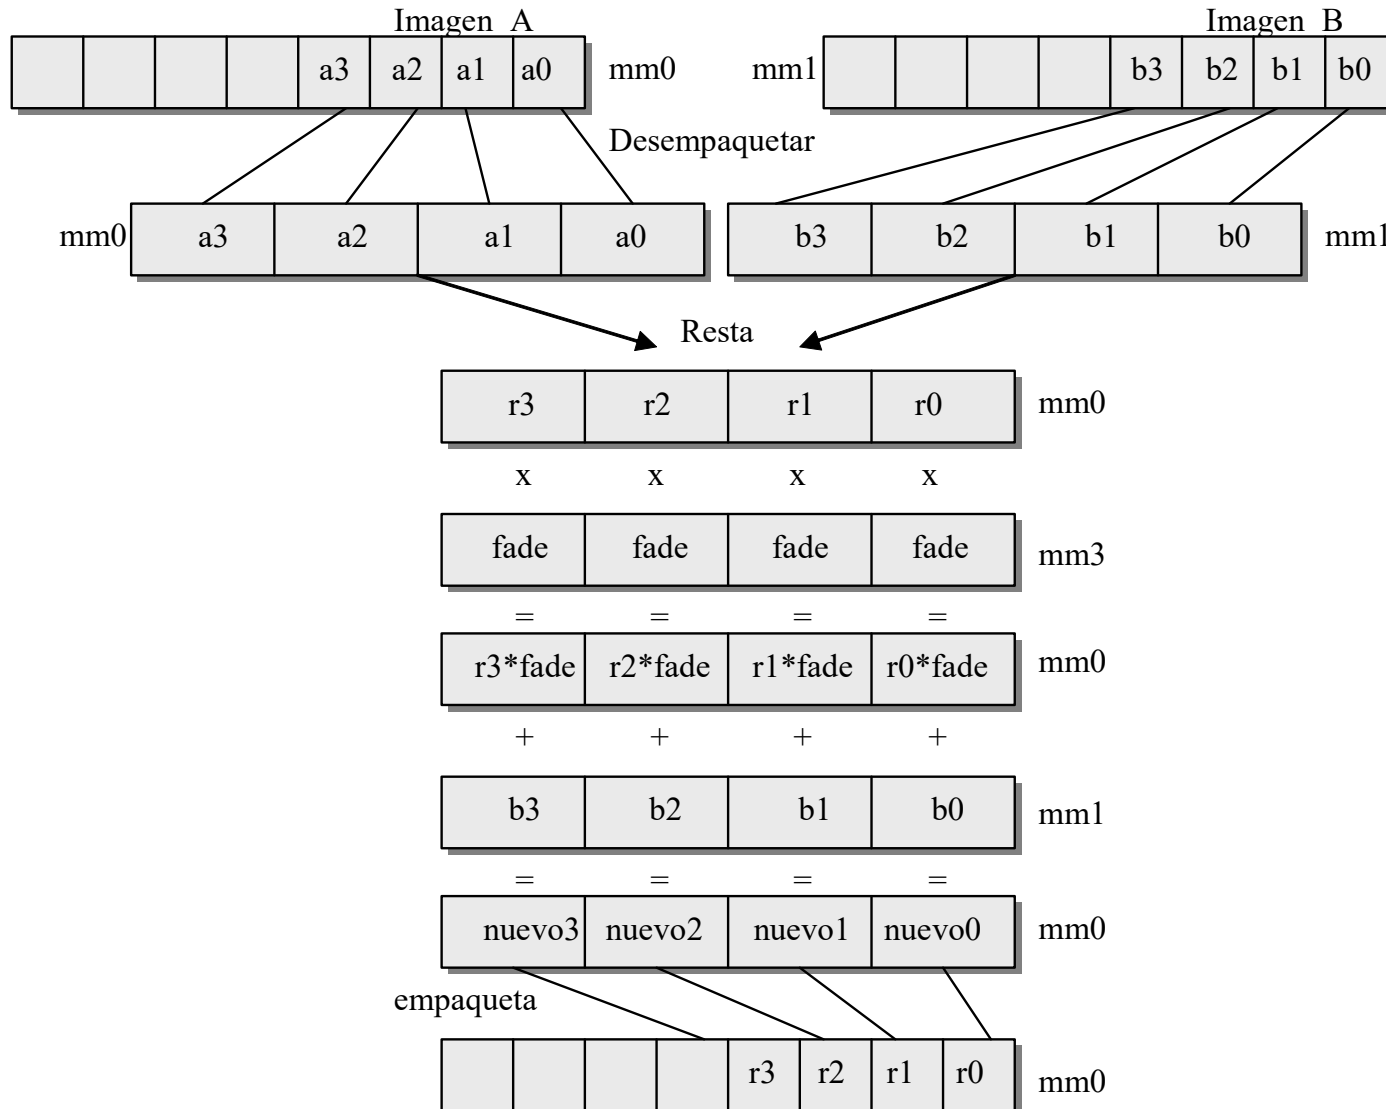 Imagen A Imagen B
a3 a2 a1 a0 mm0 mm1 b3 b2 b1 b0
Desempaquetar
mm0 a3 a2 a1 a0 b3 b2 b1 b0 mm1
Resta
r3 r2 r1 r0 mm0
x x x x
fade fade fade fade mm3
= = = =
r3*fade r2*fade r1*fade r0*fade mm0
+ + + +
b3 b2 b1 b0 mm1
= = = =
nuevo3 nuevo2 nuevo1 nuevo0 mm0
empaqueta
r3 r2 r1 r0 mm0